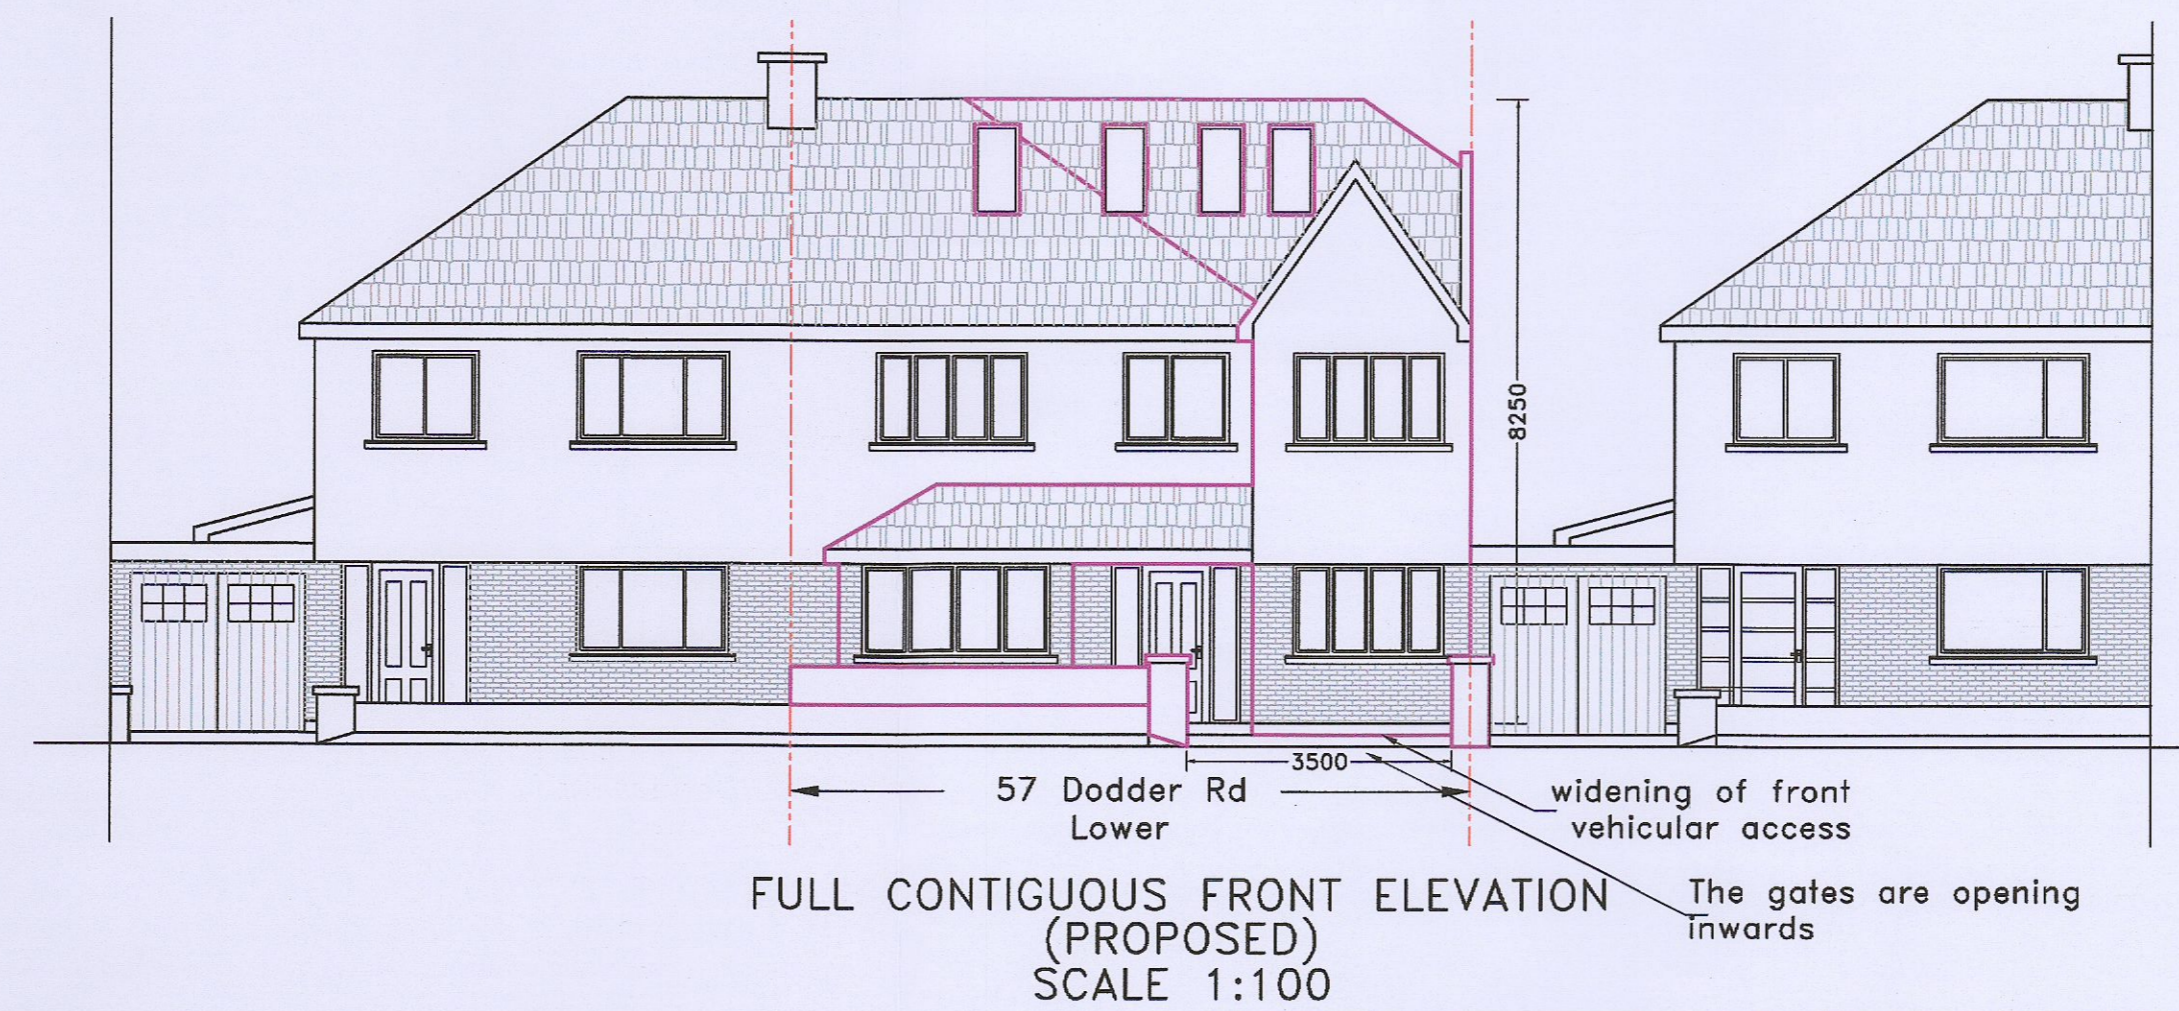 8250
3500
57 Dodder Rd
Lower
widening of front
vehicular access
The gates are opening
inwards
FULL CONTIGUOUS FRONT ELEVATION
(PROPOSED)
SCALE 1:100